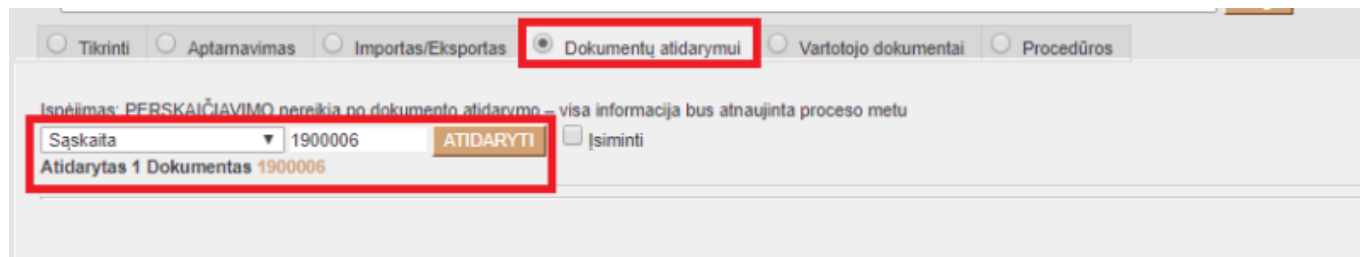 Tikrinti Aptarnavimas Importas/Eksportas Dokumentų atidarymui Vartotojo dokumentai Procedūros
Įspėjimas: PERSKAIČIAVIMO nereikia po dokumento atidarymo – visa informacija bus atnaujinta proceso metu
Sąskaita 1900006 ATIDARYTI Įsiminti
Atidarytas 1 Dokumentas 1900006